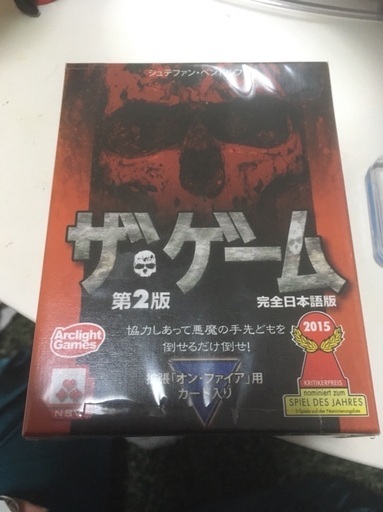 シュテファン・ベンドルフ
ザ・ゲーム
第2版
完全日本語版
Arclight
Games
協力しあって悪魔の手先どもを
倒せるだけ倒せ!
拡張「オン・ファイア」用
カード入り
2015
KRITIKERPREIS
nominiert zum
SPIEL DES JAHRES